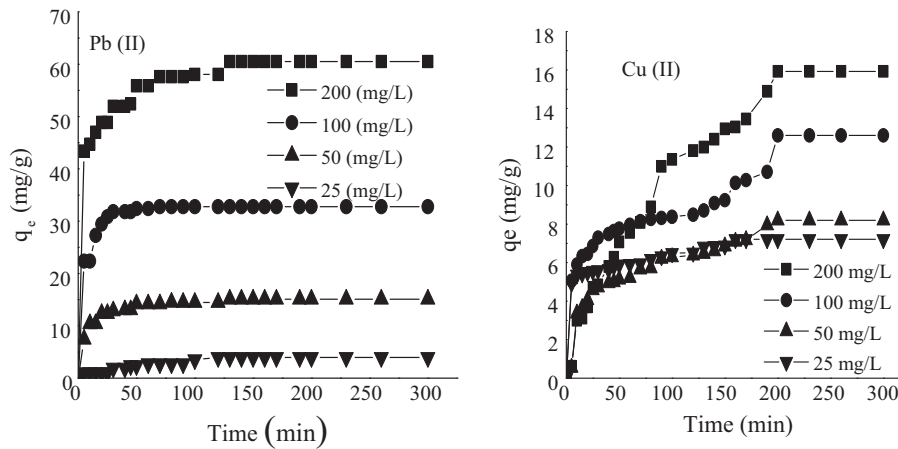 Pb (II)
70
60
50
40
30
20
10
0
q e (mg/g)
200 (mg/L)
100 (mg/L)
50 (mg/L)
25 (mg/L)
0 50 100 150 200 250 300
Time (min)
Cu (II)
18
16
14
12
10
8
6
4
2
0
qe (mg/g)
200 mg/L
100 mg/L
50 mg/L
25 mg/L
0 50 100 150 200 250 300
Time (min)